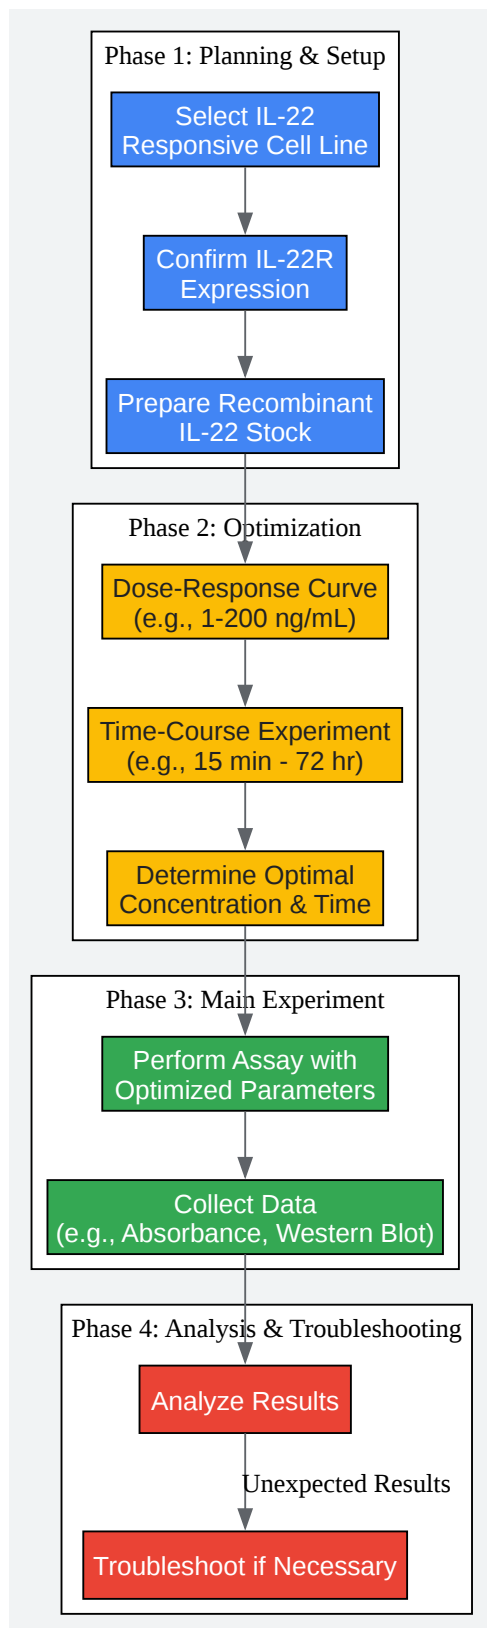 Phase 1: Planning & Setup
Select IL-22
Responsive Cell Line
Confirm IL-22R
Expression
Prepare Recombinant
IL-22 Stock
Phase 2: Optimization
Dose-Response Curve
(e.g., 1-200 ng/mL)
Time-Course Experiment
(e.g., 15 min - 72 hr)
Determine Optimal
Concentration & Time
Phase 3: Main Experiment
Perform Assay with
Optimized Parameters
Collect Data
(e.g., Absorbance, Western Blot)
Phase 4: Analysis & Troubleshooting
Analyze Results
Unexpected Results
Troubleshoot if Necessary